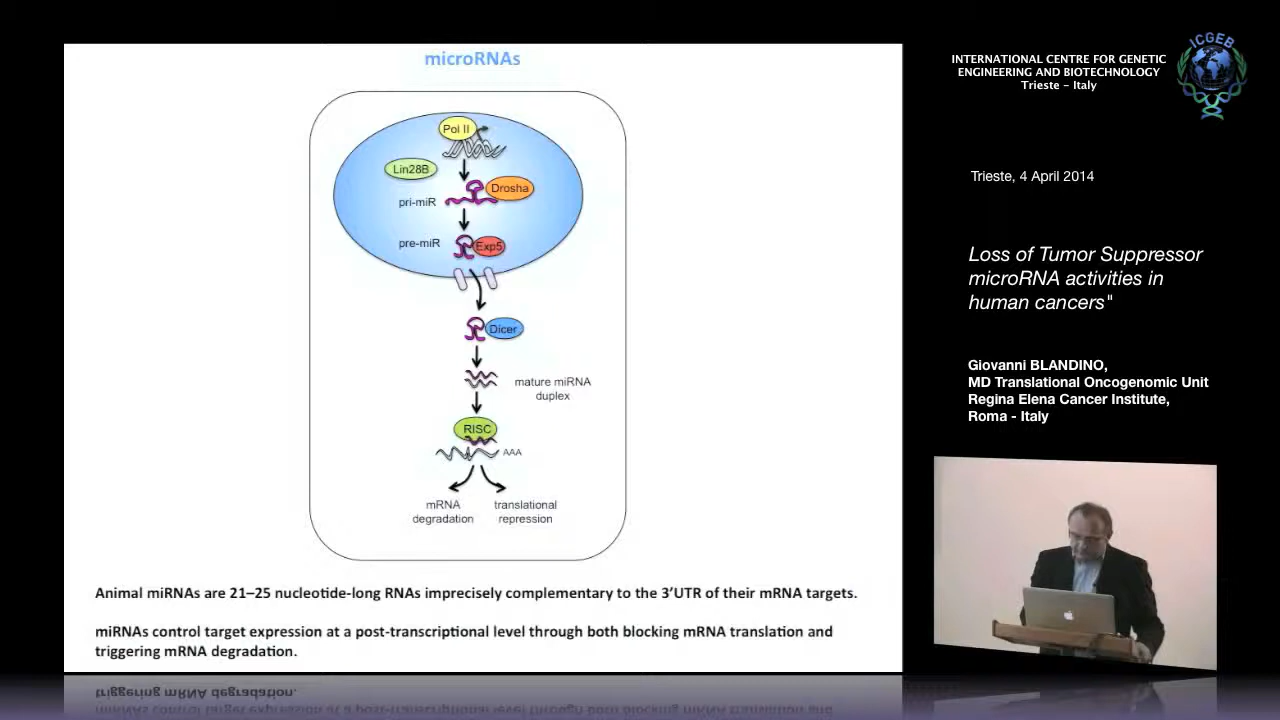 microRNAs
Pol II
Lin28B
Drosha
pri-miR
pre-miR
Exp5
Dicer
mature miRNA
duplex
RISC
AAA
mRNA
degradation
translational
repression
Animal miRNAs are 21–25 nucleotide-long RNAs imprecisely complementary to the 3’UTR of their mRNA targets.
miRNAs control target expression at a post-transcriptional level through both blocking mRNA translation and
triggering mRNA degradation.
INTERNATIONAL CENTRE FOR GENETIC
ENGINEERING AND BIOTECHNOLOGY
Trieste – Italy
ICGEB
Trieste, 4 April 2014
Loss of Tumor Suppressor
microRNA activities in
human cancers"
Giovanni BLANDINO,
MD Translational Oncogenomic Unit
Regina Elena Cancer Institute,
Roma - Italy